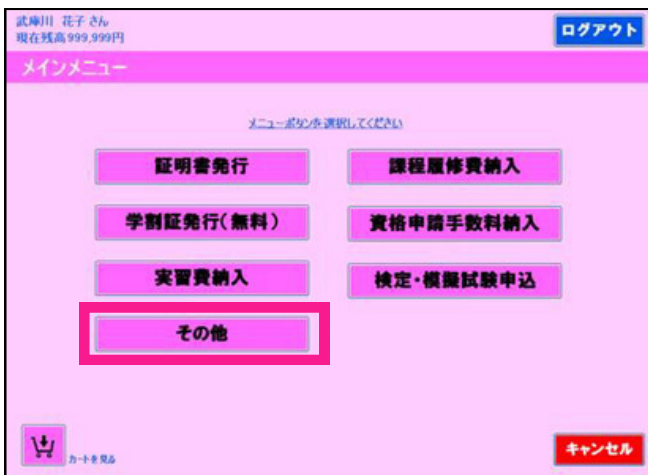 武庫川 花子 さん
現在残高 999,999円
ログアウト
メインメニュー
メニューボタンを選択してください
証明書発行
課程履修費納入
学割証発行(無料)
資格申請手数料納入
実習費納入
検定・模擬試験申込
その他
カートを見る
キャンセル